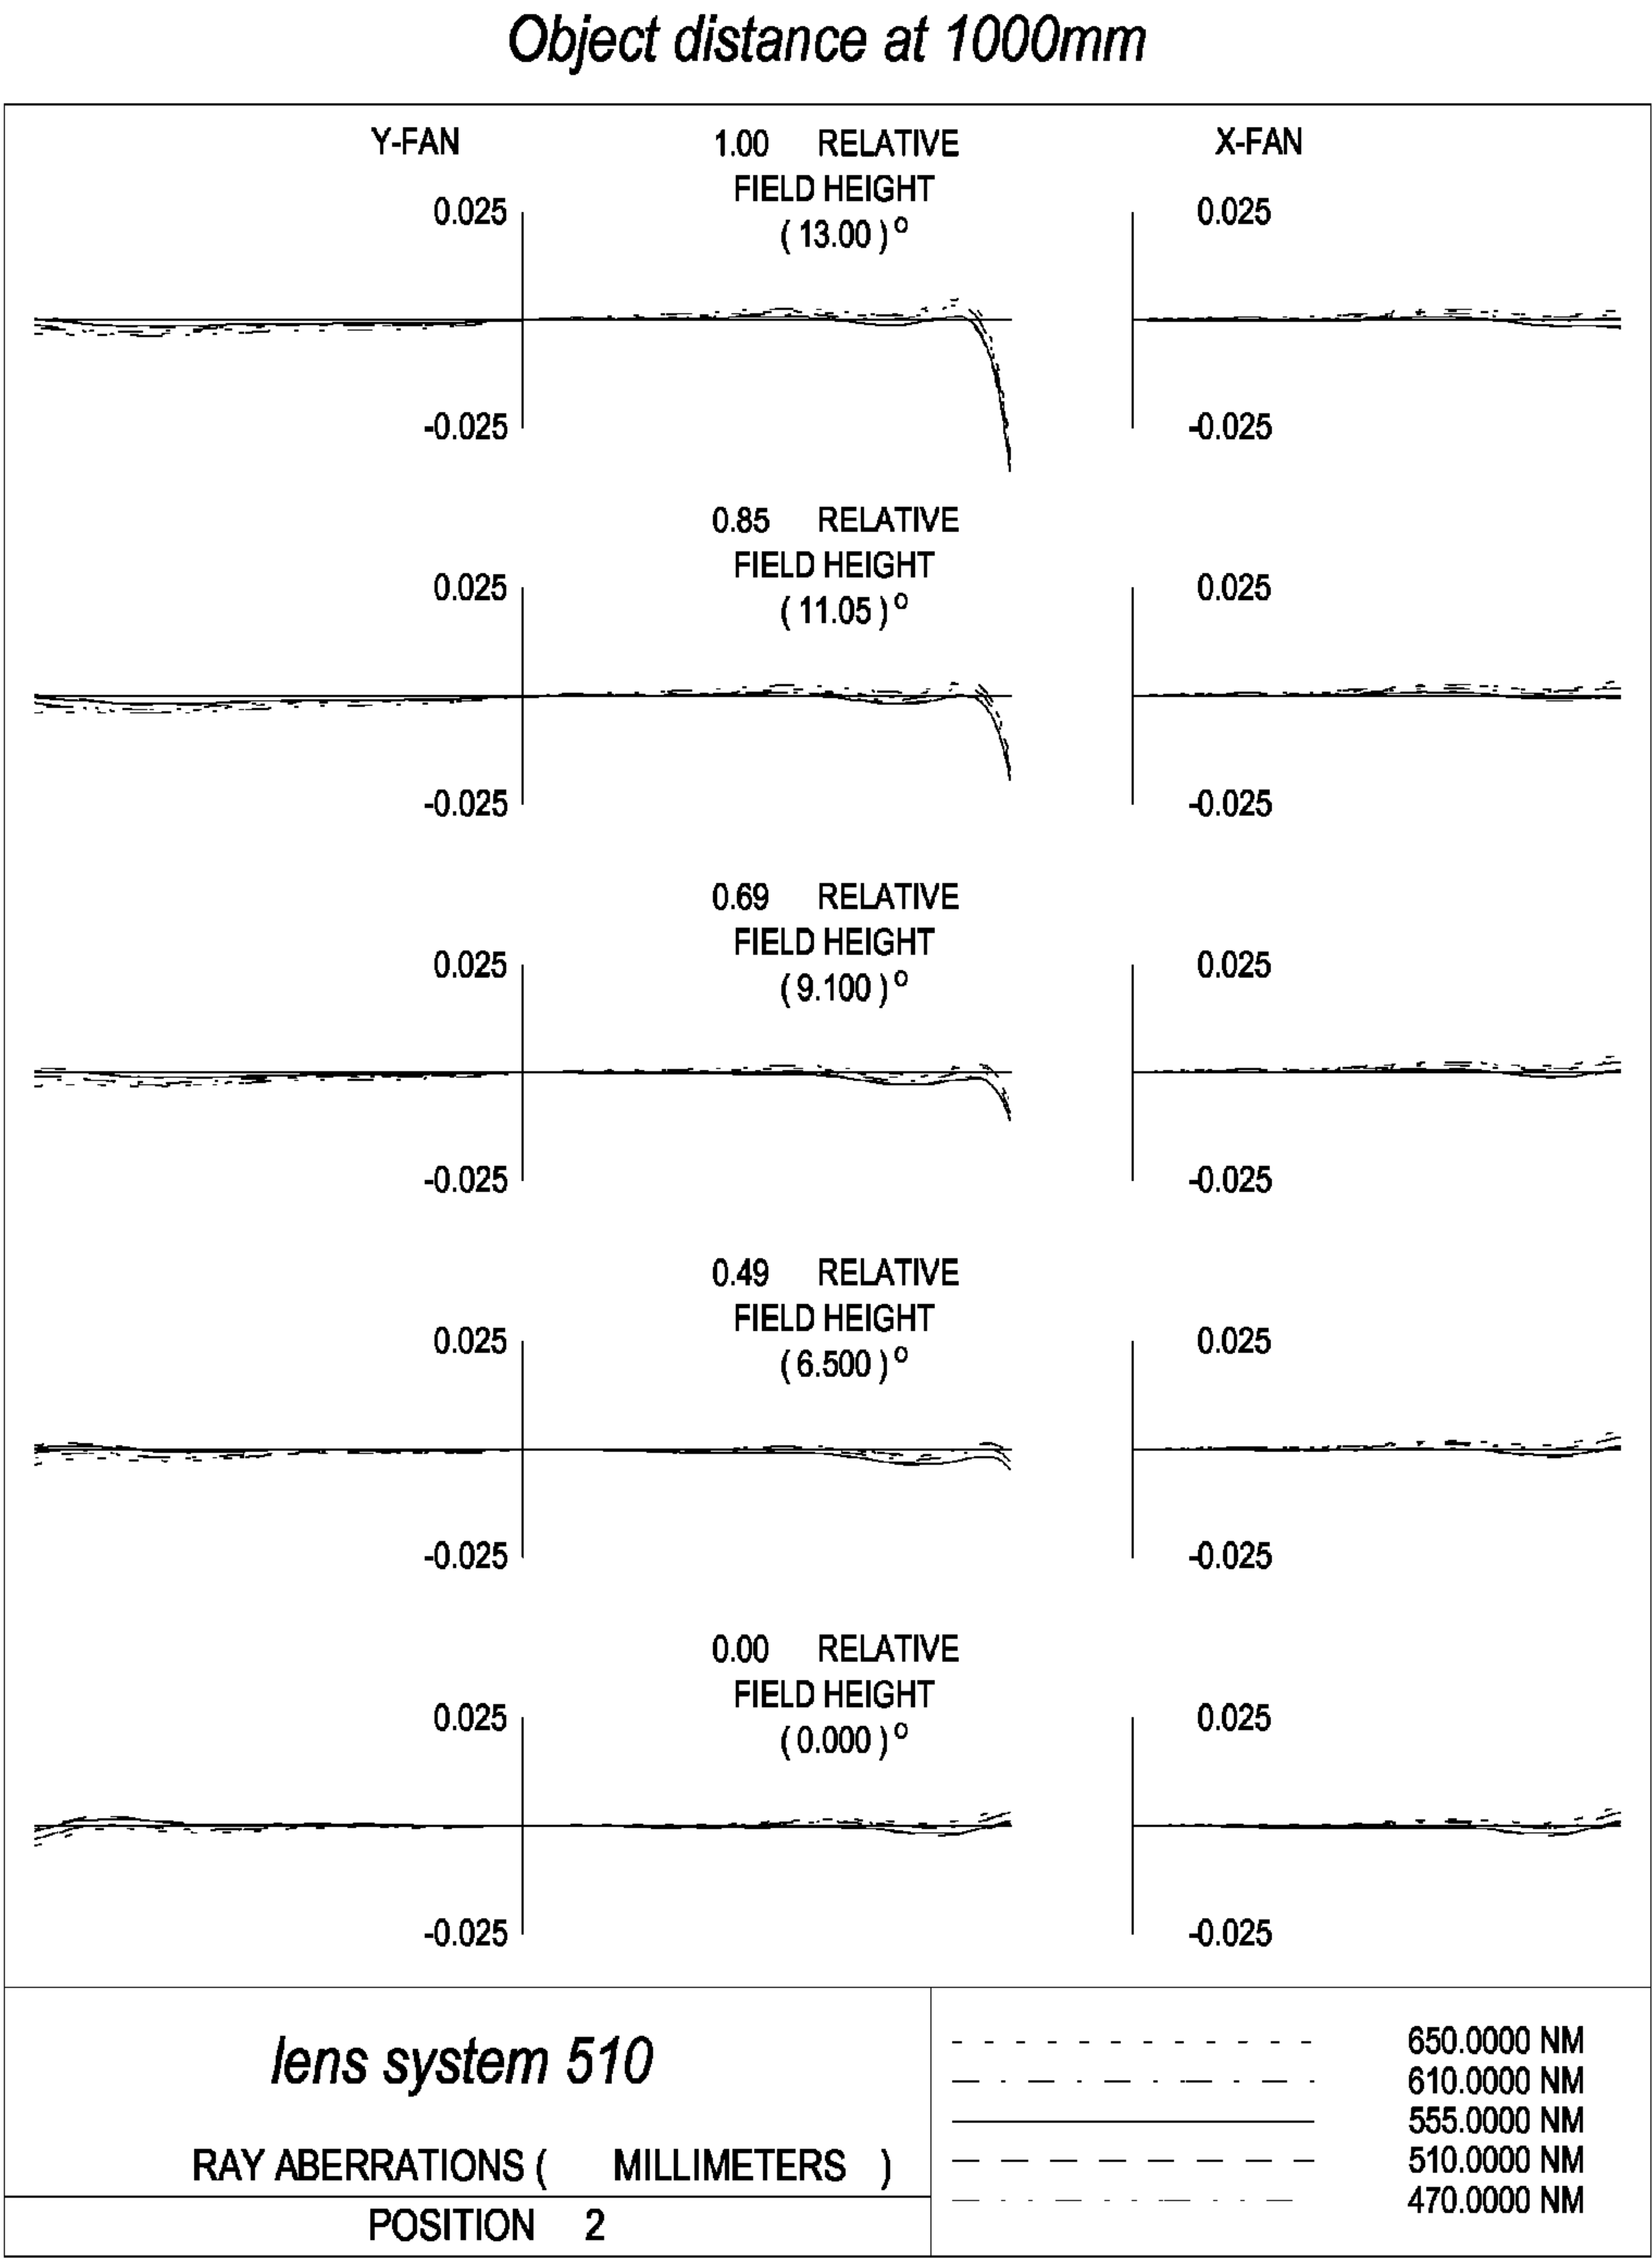 Object distance at 1000mm
Y-FAN
1.00 RELATIVE
FIELD HEIGHT
( 13.00 ) O
X-FAN
0.025
-0.025
0.025
-0.025
0.85 RELATIVE
FIELD HEIGHT
( 11.05 ) O
0.025
-0.025
0.025
-0.025
0.69 RELATIVE
FIELD HEIGHT
( 9.100 ) O
0.025
-0.025
0.025
-0.025
0.49 RELATIVE
FIELD HEIGHT
( 6.500 ) O
0.025
-0.025
0.025
-0.025
0.00 RELATIVE
FIELD HEIGHT
( 0.000 ) O
0.025
-0.025
0.025
-0.025
lens system 510
RAY ABERRATIONS ( MILLIMETERS )
POSITION 2
650.0000 NM
610.0000 NM
555.0000 NM
510.0000 NM
470.0000 NM